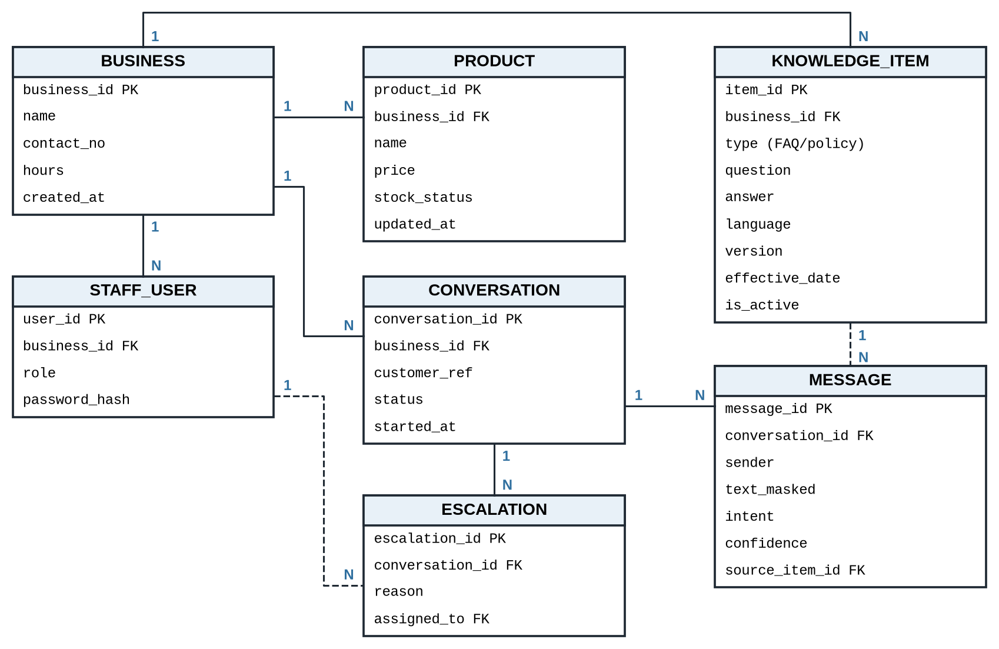 1
N
BUSINESS
business_id PK
name
contact_no
hours
created_at
1
N
1
N
1
N
PRODUCT
product_id PK
business_id FK
name
price
stock_status
updated_at
KNOWLEDGE_ITEM
item_id PK
business_id FK
type (FAQ/policy)
question
answer
language
version
effective_date
is_active
1
N
STAFF_USER
user_id PK
business_id FK
role
password_hash
1
N
CONVERSATION
conversation_id PK
business_id FK
customer_ref
status
started_at
1
N
1
N
MESSAGE
message_id PK
conversation_id FK
sender
text_masked
intent
confidence
source_item_id FK
ESCALATION
escalation_id PK
conversation_id FK
reason
assigned_to FK